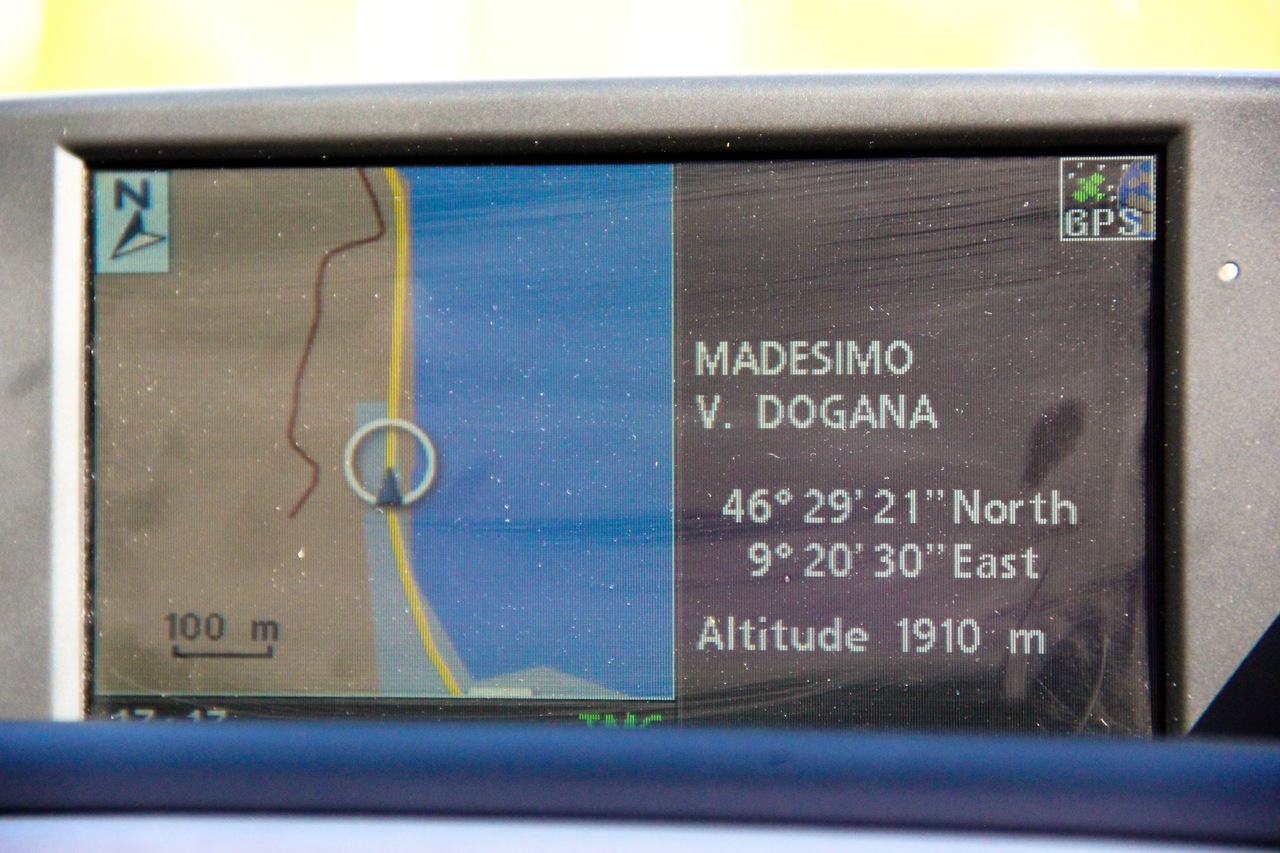 N
GPS
MADESIMO
V. DOGANA
46° 29' 21” North
9° 20' 30” East
100 m
Altitude 1910 m